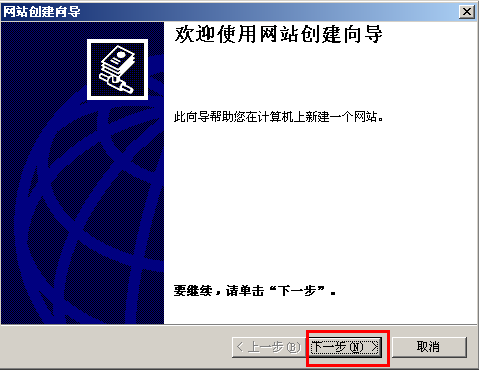 网站创建向导
欢迎使用网站创建向导
此向导帮助您在计算机上新建一个网站。
要继续，请单击“下一步”。
< 上一步(B) 下一步(N) > 取消